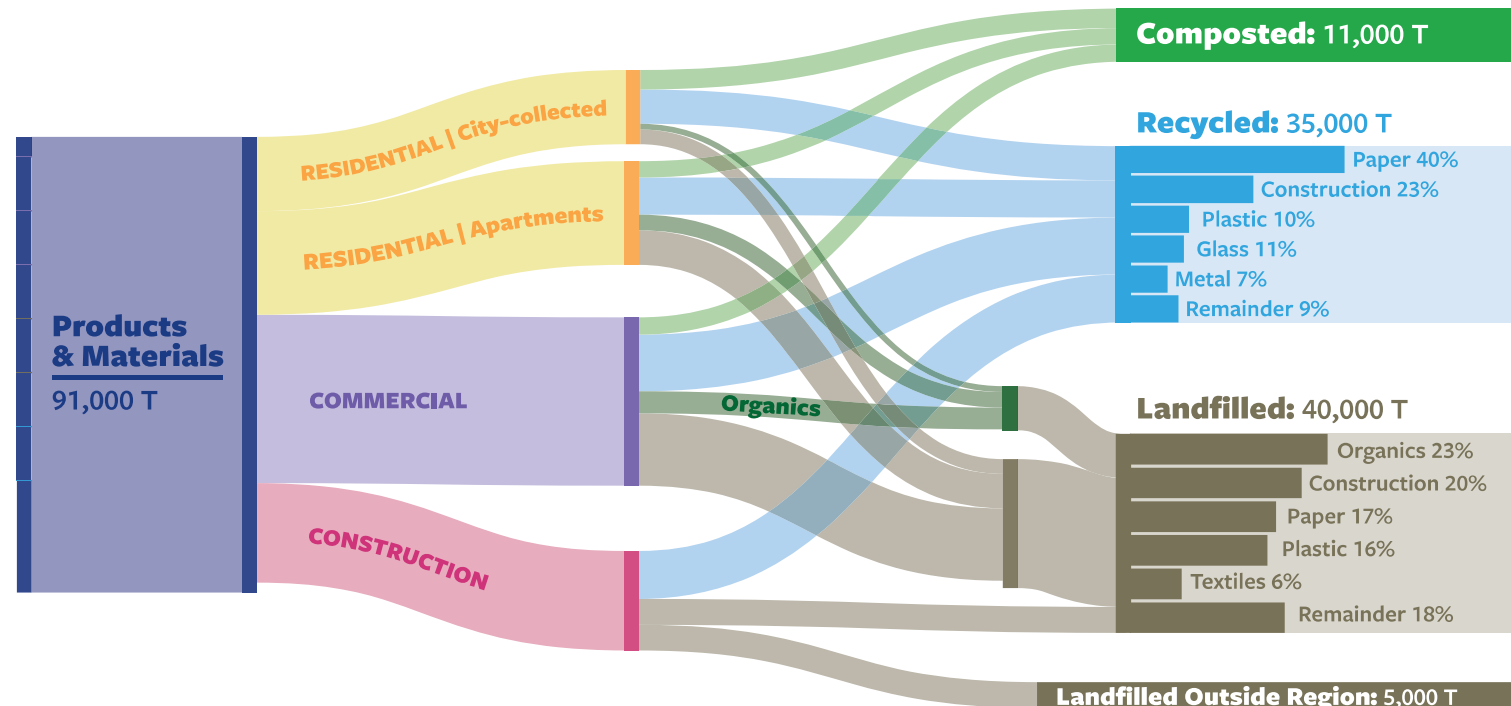 Products
& Materials
91,000 T
RESIDENTIAL | City-collected
RESIDENTIAL | Apartments
COMMERCIAL
CONSTRUCTION
Organics
Composted: 11,000 T
Recycled: 35,000 T
Paper 40%
Construction 23%
Plastic 10%
Glass 11%
Metal 7%
Remainder 9%
Landfilled: 40,000 T
Organics 23%
Construction 20%
Paper 17%
Plastic 16%
Textiles 6%
Remainder 18%
Landfilled Outside Region: 5,000 T